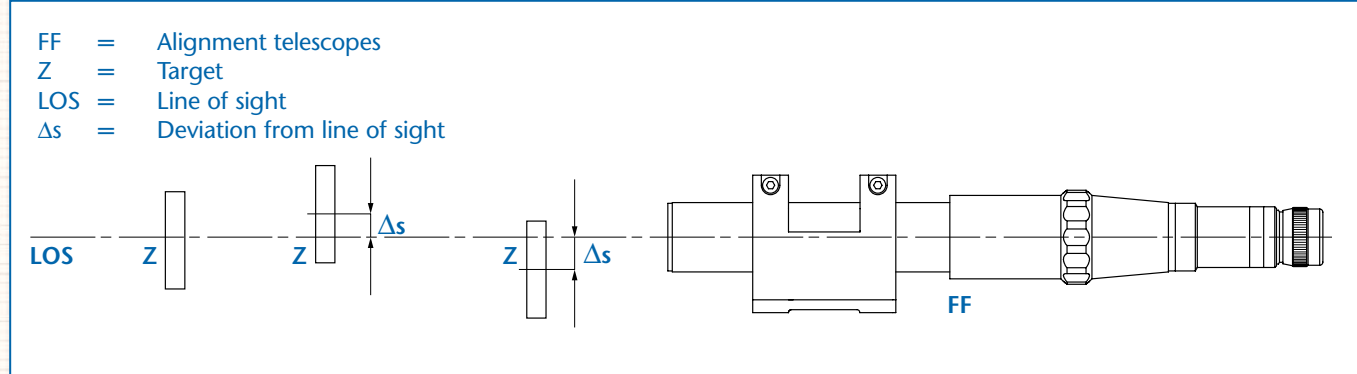 FF = Alignment telescopes
Z = Target
LOS = Line of sight
Δs = Deviation from line of sight
Δs
LOS Z Z Z Δs
FF